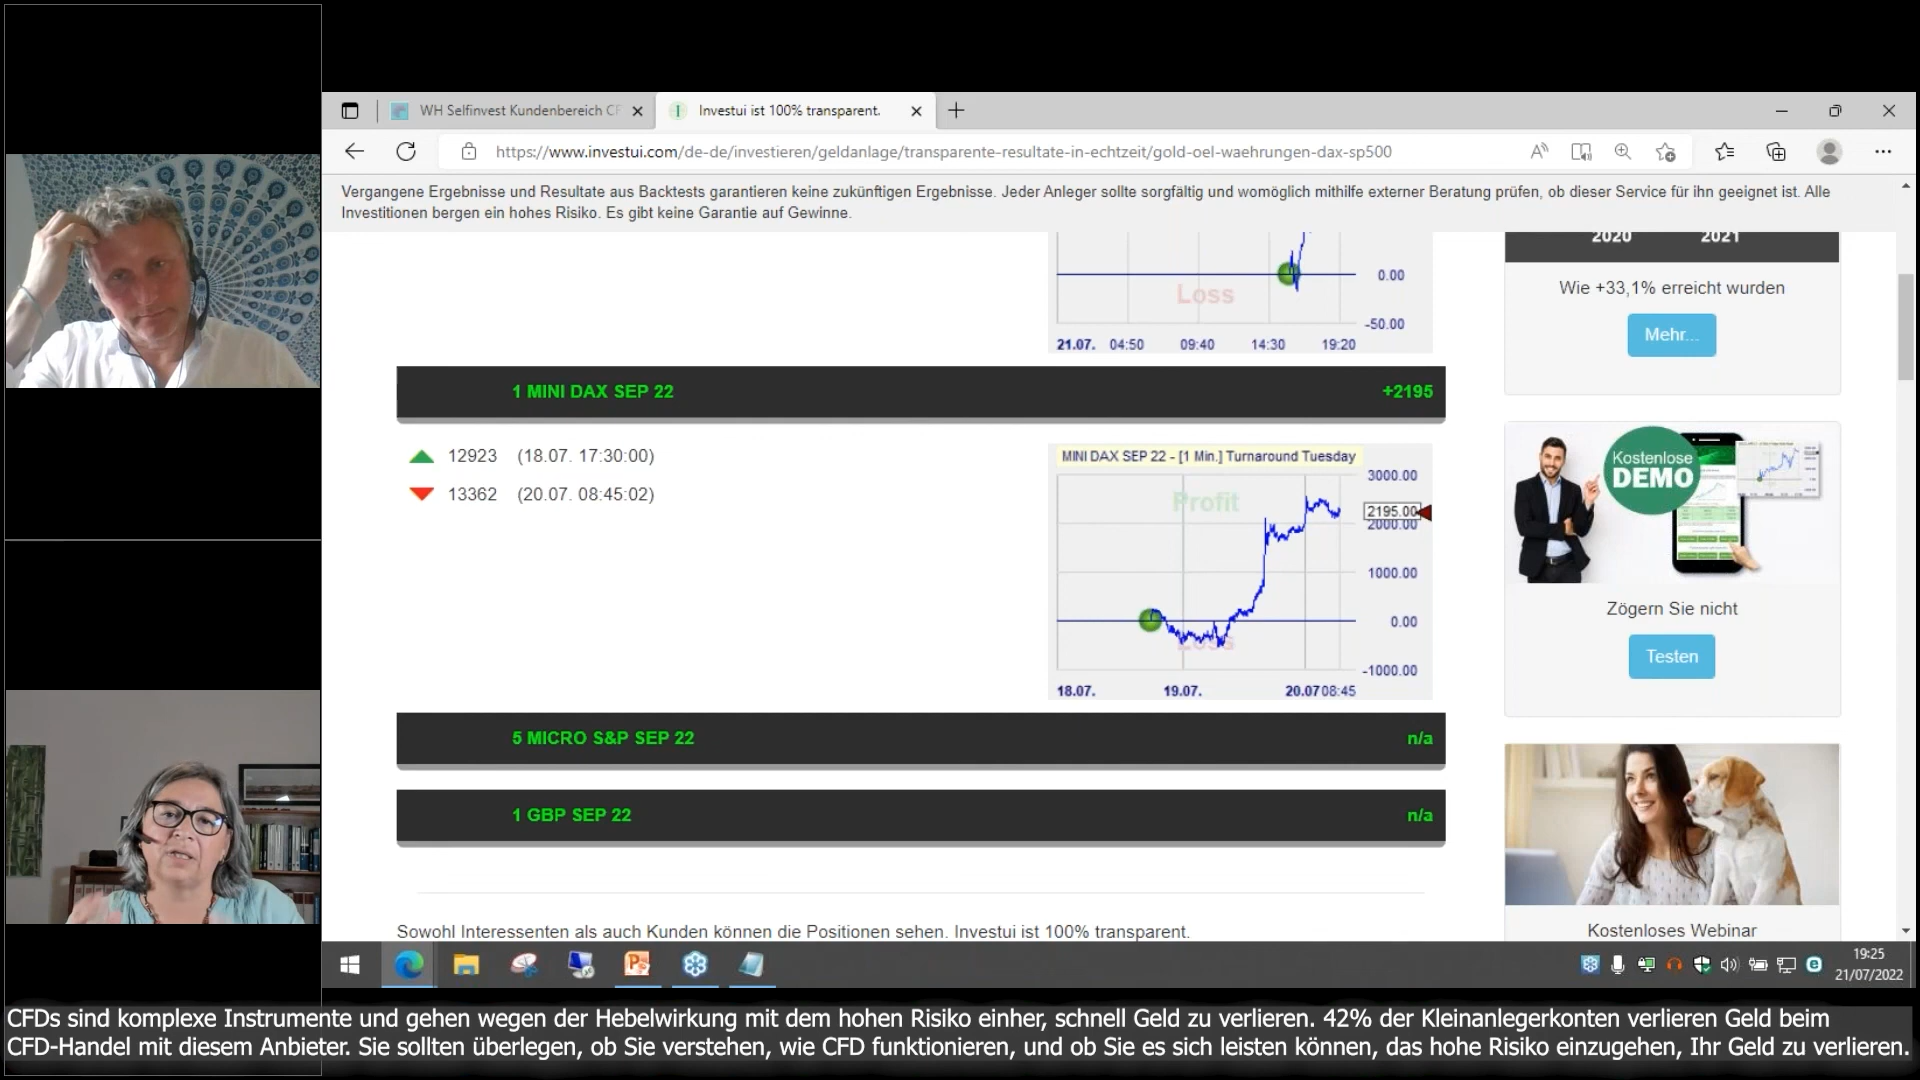 WH Selfinvest Kundenbereich CF
Investui ist 100% transparent.
https://www.investui.com/de-de/investieren/geldanlage/transparente-resultate-in-echtzeit/gold-oel-waehrungen-dax-sp500
Vergangene Ergebnisse und Resultate aus Backtests garantieren keine zukünftigen Ergebnisse. Jeder Anleger sollte sorgfältig und womöglich mithilfe externer Beratung prüfen, ob dieser Service für ihn geeignet ist. Alle
Investitionen bergen ein hohes Risiko. Es gibt keine Garantie auf Gewinne.
0.00
Loss
-50.00
21.07. 04:50 09:40 14:30 19:20
1 MINI DAX SEP 22 +2195
12923 (18.07. 17:30:00)
13362 (20.07. 08:45:02)
MINI DAX SEP 22 - [1 Min.] Turnaround Tuesday
3000.00
Profit
2195.00
2000.00
1000.00
0.00
Loss
-1000.00
18.07. 19.07. 20.07 08:45
5 MICRO S&P SEP 22 n/a
1 GBP SEP 22 n/a
Sowohl Interessenten als auch Kunden können die Positionen sehen. Investui ist 100% transparent.
2020 2021
Wie +33,1% erreicht wurden
Mehr...
Kostenlose
DEMO
Zögern Sie nicht
Testen
Kostenloses Webinar
19:25
21/07/2022
CFDs sind komplexe Instrumente und gehen wegen der Hebelwirkung mit dem hohen Risiko einher, schnell Geld zu verlieren. 42% der Kleinanlegerkonten verlieren Geld beim
CFD-Handel mit diesem Anbieter. Sie sollten überlegen, ob Sie verstehen, wie CFD funktionieren, und ob Sie es sich leisten können, das hohe Risiko einzugehen, Ihr Geld zu verlieren.